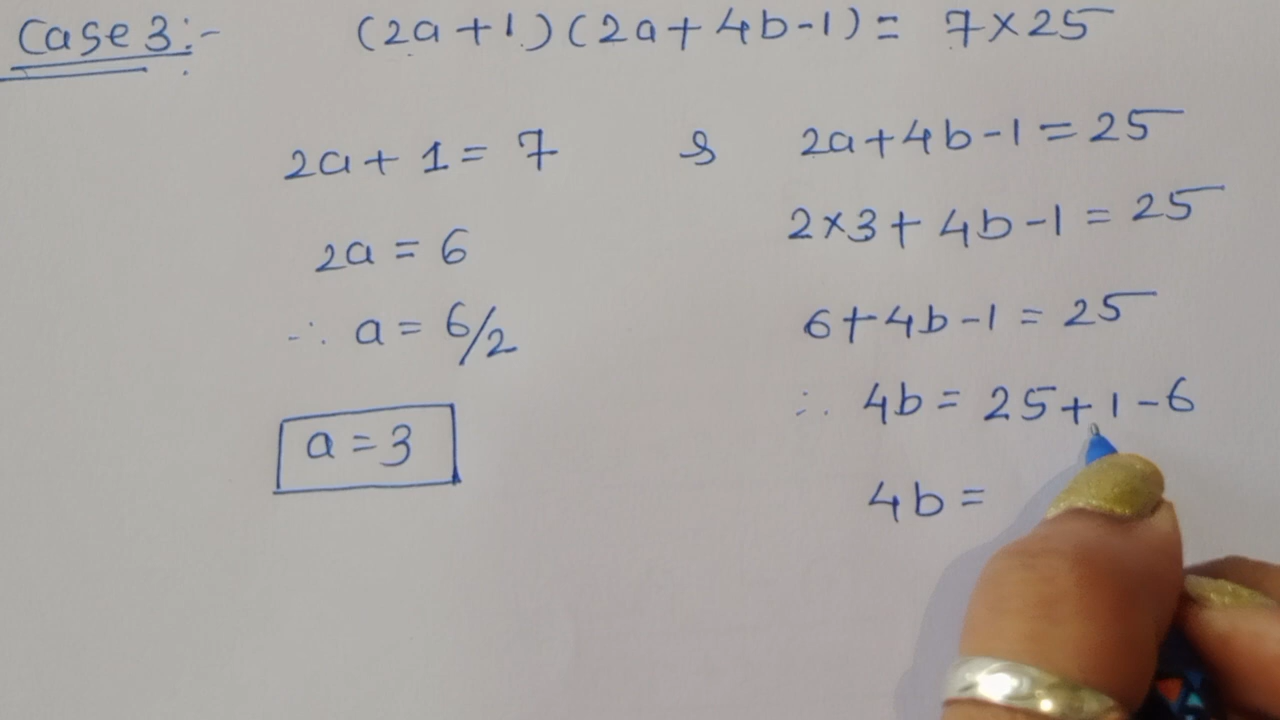 Case 3:- (2a+1)(2a+4b-1) = 7×25
2a+1=7 & 2a+4b-1=25
2a=6 2×3+4b-1=25
∴ a=6/2 6+4b-1=25
a=3 ∴ 4b=25+1-6
4b=